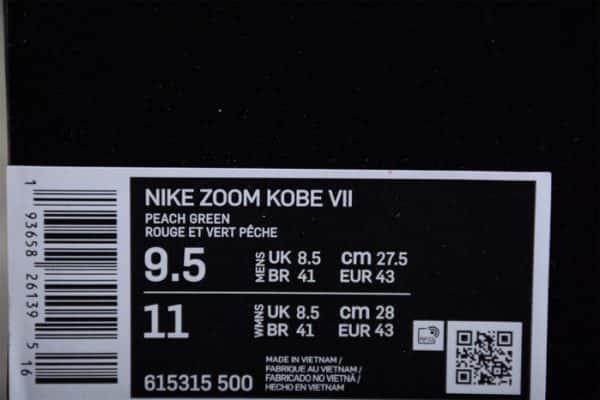 NIKE ZOOM KOBE VII
PEACH GREEN
ROUGE ET VERT PÊCHE
9.5 MENS UK 8.5 cm 27.5
BR 41 EUR 43
11 WMNS UK 8.5 cm 28
BR 41 EUR 43
615315 500
MADE IN VIETNAM /
FABRIQUE AU VIETNAM /
FABRICADO NO VIETNÃ /
HECHO EN VIETNAM
1 93658 26139 5 16